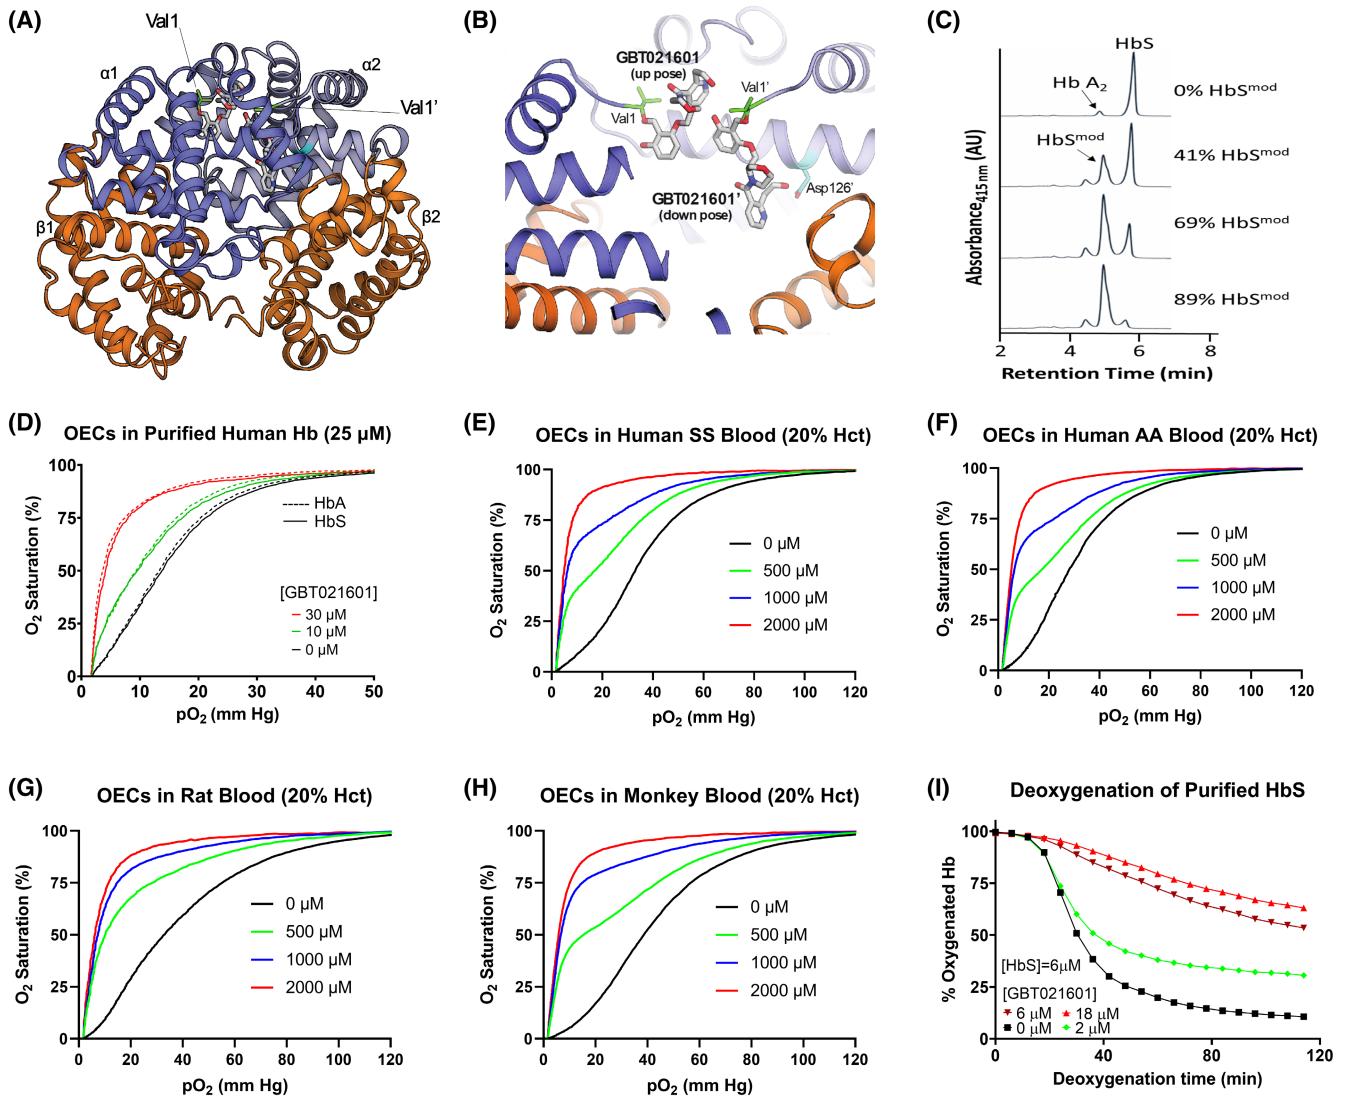 (A)
Val1
α1
α2
Val1'
β1
β2
(B)
GBT021601
(up pose)
Val1'
Val1
GBT021601'
(down pose)
Asp126'
(C)
HbS
Hb A2
0% HbSmod
HbSmod
41% HbSmod
69% HbSmod
89% HbSmod
Absorbance415 nm (AU)
2 4 6 8
Retention Time (min)
(D)
OECs in Purified Human Hb (25 µM)
O2 Saturation (%)
100
75
50
25
0
HbA
HbS
[GBT021601]
30 µM
10 µM
0 µM
0 10 20 30 40 50
pO2 (mm Hg)
(E)
OECs in Human SS Blood (20% Hct)
O2 Saturation (%)
100
75
50
25
0
0 µM
500 µM
1000 µM
2000 µM
0 20 40 60 80 100 120
pO2 (mm Hg)
(F)
OECs in Human AA Blood (20% Hct)
O2 Saturation (%)
100
75
50
25
0
0 µM
500 µM
1000 µM
2000 µM
0 20 40 60 80 100 120
pO2 (mm Hg)
(G)
OECs in Rat Blood (20% Hct)
O2 Saturation (%)
100
75
50
25
0
0 µM
500 µM
1000 µM
2000 µM
0 20 40 60 80 100 120
pO2 (mm Hg)
(H)
OECs in Monkey Blood (20% Hct)
O2 Saturation (%)
100
75
50
25
0
0 µM
500 µM
1000 µM
2000 µM
0 20 40 60 80 100 120
pO2 (mm Hg)
(I)
Deoxygenation of Purified HbS
% Oxygenated Hb
100
75
50
25
0
[HbS]=6µM
[GBT021601]
6 µM 18 µM
0 µM 2 µM
0 40 80 120
Deoxygenation time (min)